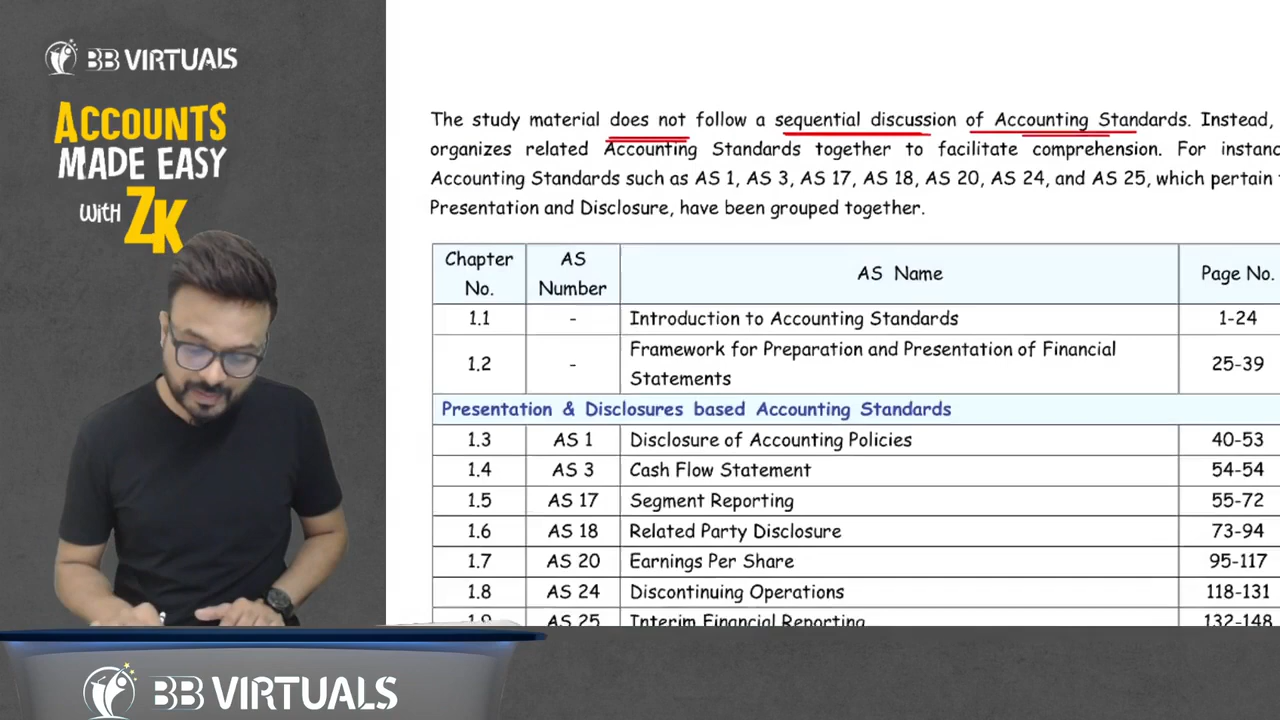 BB VIRTUALS
ACCOUNTS
MADE EASY
with ZK
The study material does not follow a sequential discussion of Accounting Standards. Instead,
organizes related Accounting Standards together to facilitate comprehension. For
Accounting Standards such as AS 1, AS 3, AS 17, AS 18, AS 20, AS 24, and AS 25, which pertain
Presentation and Disclosure, have been grouped together.
Chapter No. AS Number AS Name Page No.
1.1 - Introduction to Accounting Standards 1-24
1.2 - Framework for Preparation and Presentation of Financial Statements 25-39
Presentation & Disclosures based Accounting Standards
1.3 AS 1 Disclosure of Accounting Policies 40-53
1.4 AS 3 Cash Flow Statement 54-54
1.5 AS 17 Segment Reporting 55-72
1.6 AS 18 Related Party Disclosure 73-94
1.7 AS 20 Earnings Per Share 95-117
1.8 AS 24 Discontinuing Operations 118-131
1.9 AS 25 Interim Financial Reporting 132-148
BB VIRTUALS